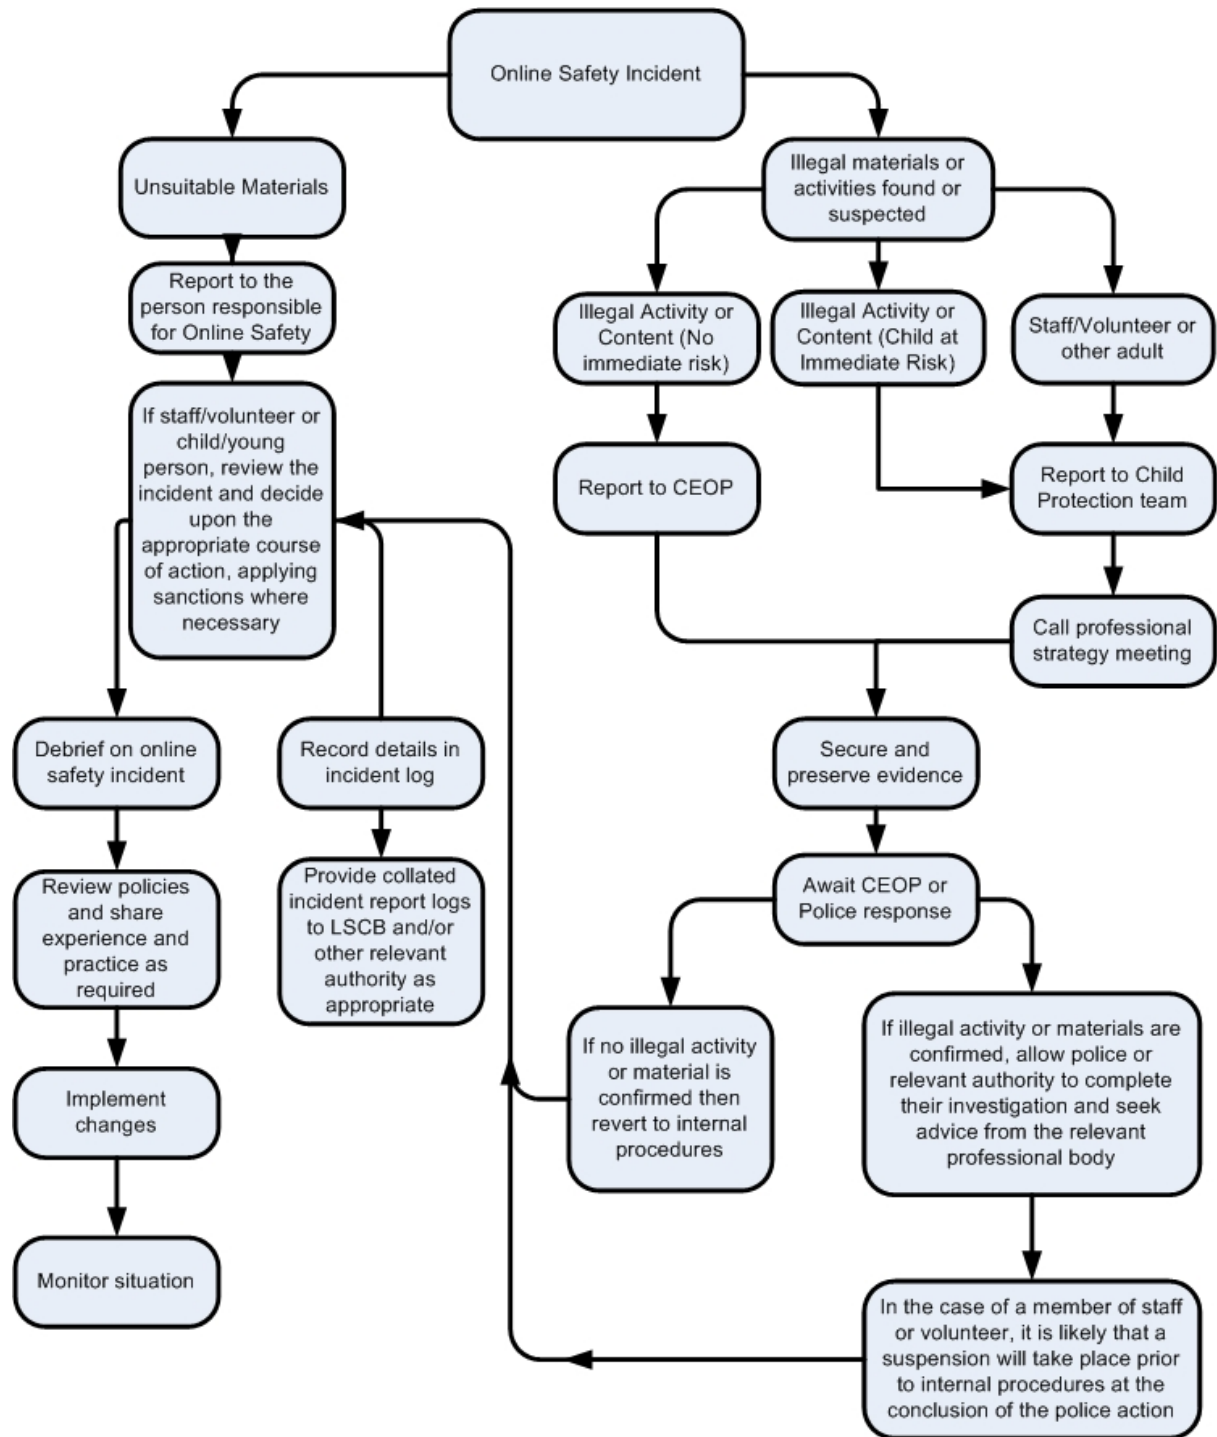 Online Safety Incident
Unsuitable Materials
Report to the
person responsible
for Online Safety
If staff/volunteer or
child/young
person, review the
incident and decide
upon the
appropriate course
of action, applying
sanctions where
necessary
Debrief on online
safety incident
Review policies
and share
experience and
practice as
required
Implement
changes
Monitor situation
Record details in
incident log
Provide collated
incident report logs
to LSCB and/or
other relevant
authority as
appropriate
Illegal materials or
activities found or
suspected
Illegal Activity or
Content (No
immediate risk)
Illegal Activity or
Content (Child at
Immediate Risk)
Staff/Volunteer or
other adult
Report to CEOP
Report to Child
Protection team
Call professional
strategy meeting
Secure and
preserve evidence
Await CEOP or
Police response
If no illegal activity
or material is
confirmed then
revert to internal
procedures
If illegal activity or materials are
confirmed, allow police or
relevant authority to complete
their investigation and seek
advice from the relevant
professional body
In the case of a member of staff
or volunteer, it is likely that a
suspension will take place prior
to internal procedures at the
conclusion of the police action